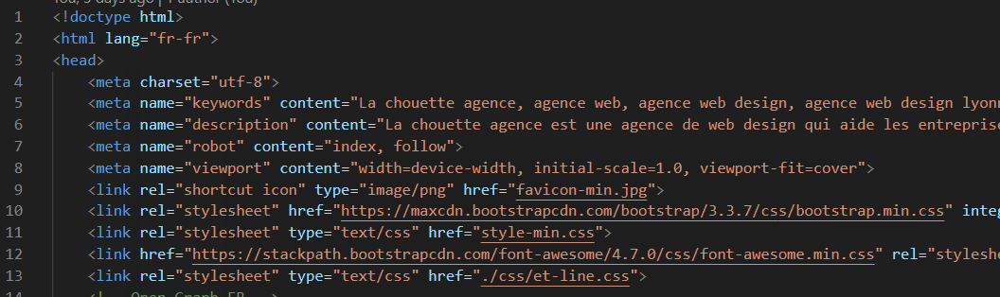 You, 5 days ago | 1 author (You)
1 <!doctype html>
2 <html lang="fr-fr">
3 <head>
4 <meta charset="utf-8">
5 <meta name="keywords" content="La chouette agence, agence web, agence web design, agence web design lyon
6 <meta name="description" content="La chouette agence est une agence de web design qui aide les entreprise
7 <meta name="robot" content="index, follow">
8 <meta name="viewport" content="width=device-width, initial-scale=1.0, viewport-fit=cover">
9 <link rel="shortcut icon" type="image/png" href="favicon-min.jpg">
10 <link rel="stylesheet" href="https://maxcdn.bootstrapcdn.com/bootstrap/3.3.7/css/bootstrap.min.css" integ
11 <link rel="stylesheet" type="text/css" href="style-min.css">
12 <link href="https://stackpath.bootstrapcdn.com/font-awesome/4.7.0/css/font-awesome.min.css" rel="styleshe
13 <link rel="stylesheet" type="text/css" href="./css/et-line.css">
14 <!-- Open Graph FB -->